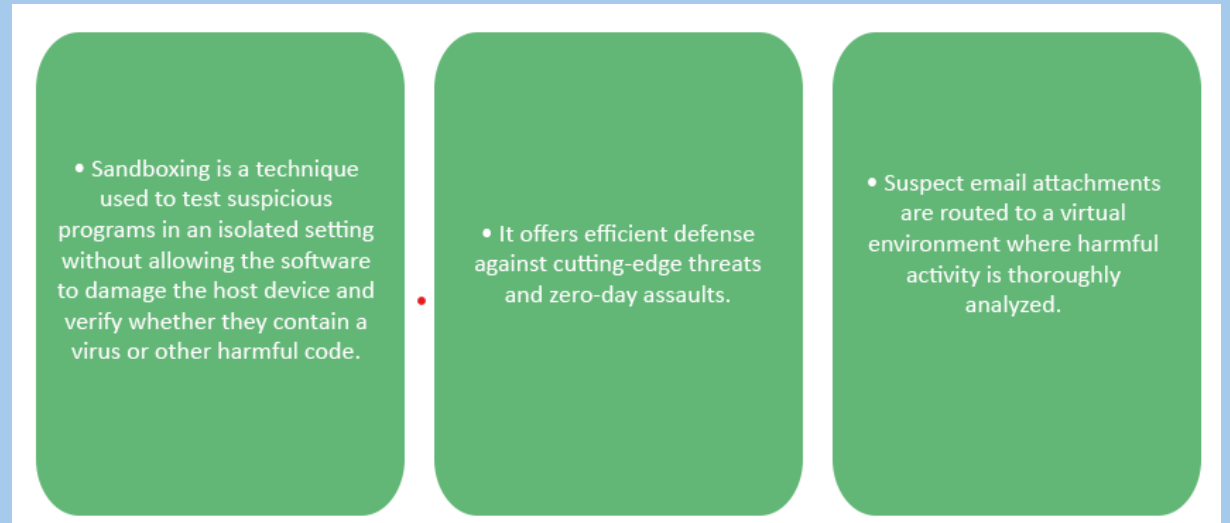 • Sandboxing is a technique
used to test suspicious
programs in an isolated setting
without allowing the software
to damage the host device and
verify whether they contain a
virus or other harmful code.
• It offers efficient defense
against cutting-edge threats
and zero-day assaults.
• Suspect email attachments
are routed to a virtual
environment where harmful
activity is thoroughly
analyzed.